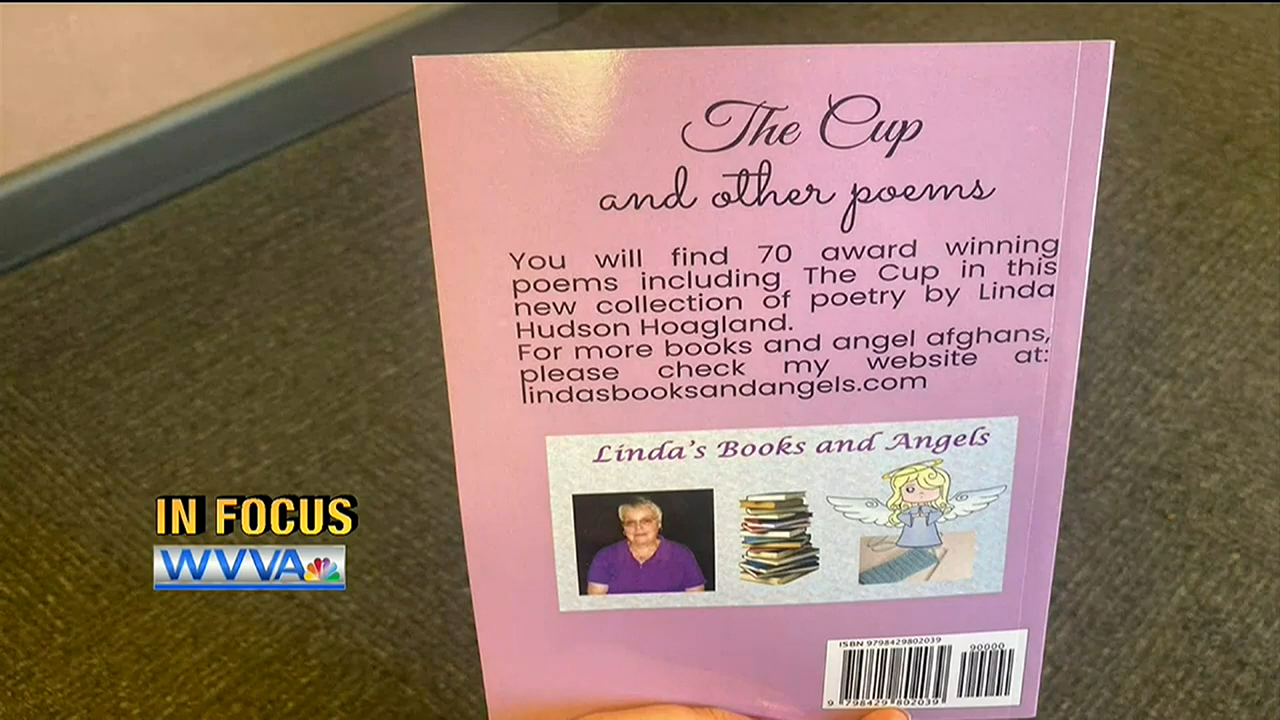 The Cup
and other poems
You will find 70 award winning
poems including The Cup in this
new collection of poetry by Linda
Hudson Hoagland.
For more books and angel afghans,
please check my website at:
lindasbooksandangels.com
Linda's Books and Angels
IN FOCUS
WVVA
ISBN 9798429802039
90000
9 798429 802039